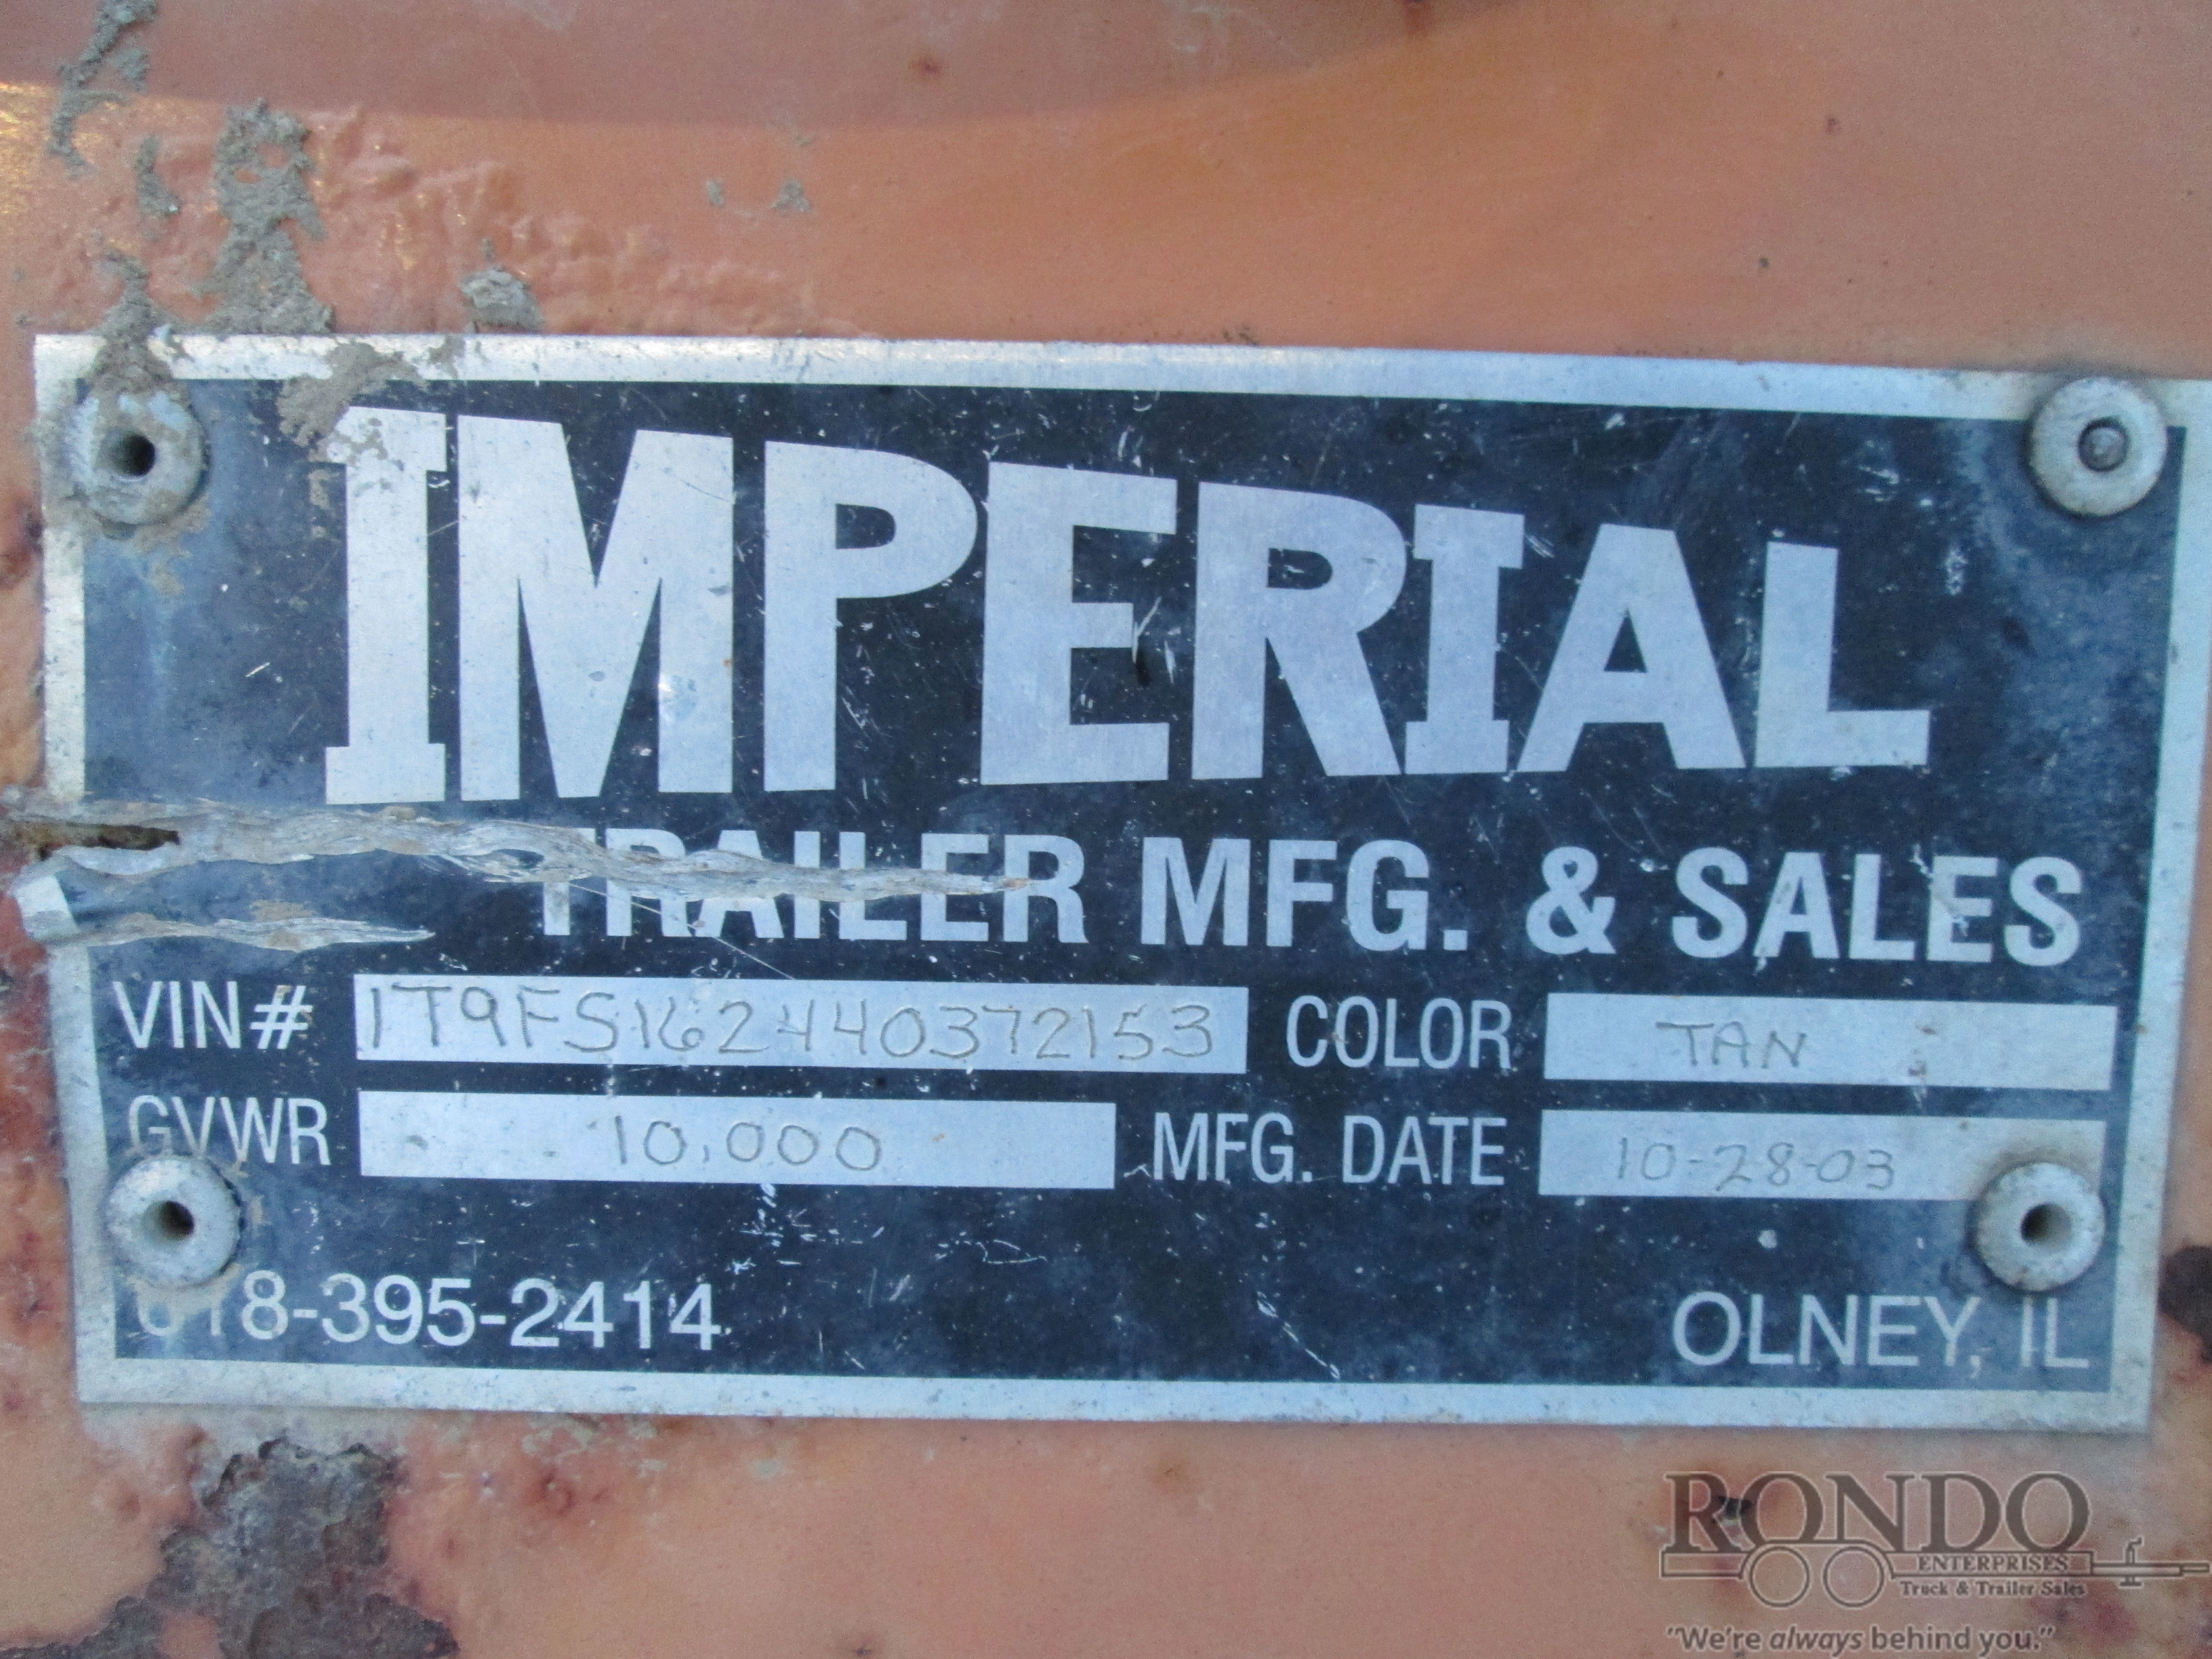 IMPERIAL
TRAILER MFG. & SALES
VIN# 1T9FS162440372153 COLOR TAN
GVWR 10,000 MFG. DATE 10-28-03
618-395-2414 OLNEY, IL
RONDO
ENTERPRISES
Truck & Trailer Sales
"We're always behind you."